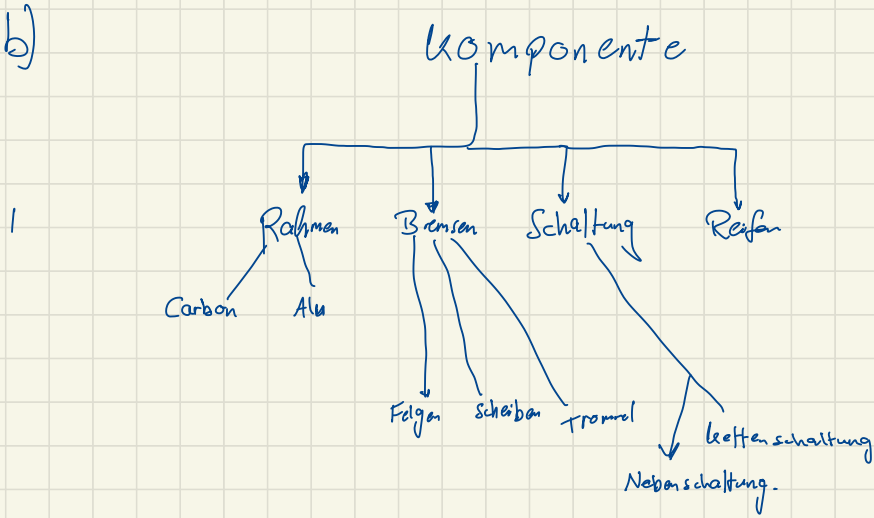 b)
Komponente
1
Rahmen Bremsen Schaltung Reifen
Carbon Alu
Felgen Scheiben Trommel
Kettenschaltung
Nabenschaltung.